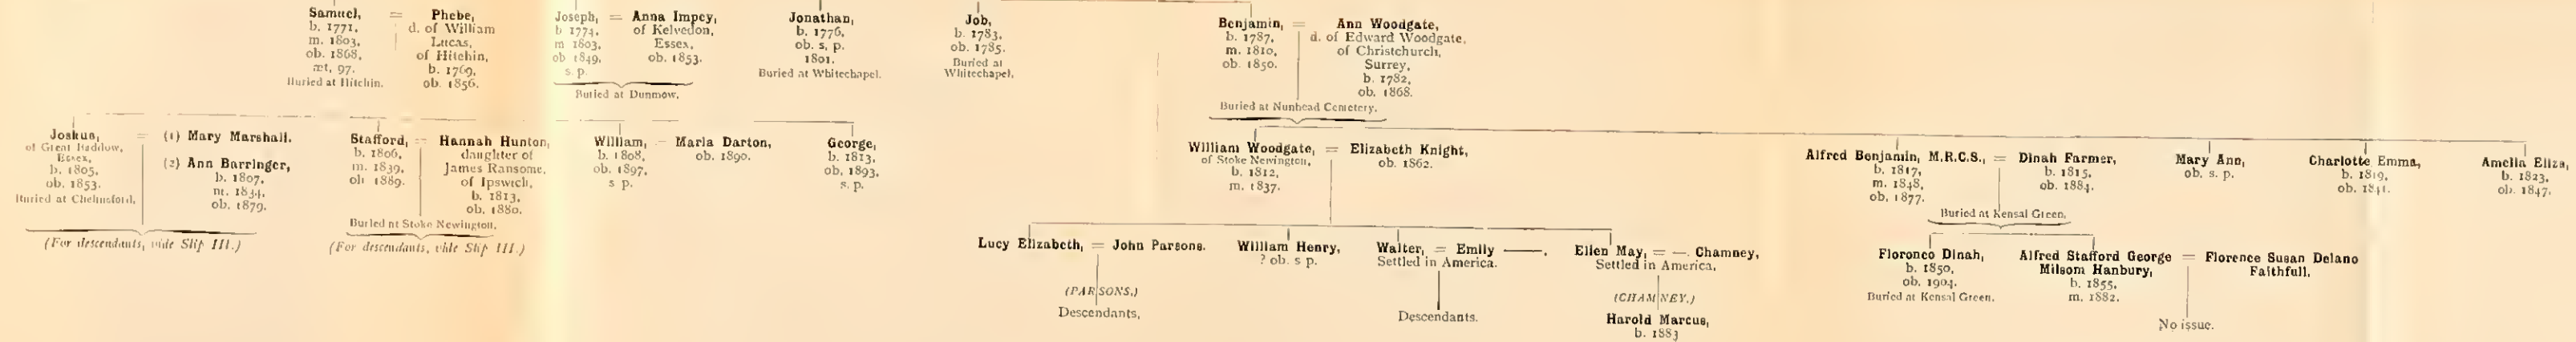 Samuel, = Phebe,
b. 1771, d. of William
m. 1803, Lucas,
ob. 1868, of Hitchin,
æt. 97. b. 1769,
Buried at Hitchin. ob. 1856.
Joseph, = Anna Impey,
b 1774, of Kelvedon,
m 1803, Essex,
ob 1849, ob. 1853.
s. p.
Buried at Dunmow.
Jonathan,
b. 1776,
ob. s. p.
1801.
Buried at Whitechapel.
Job,
b. 1783,
ob. 1785.
Buried at
Whitechapel.
Benjamin, = Ann Woodgate,
b. 1787, d. of Edward Woodgate,
m. 1810, of Christchurch,
ob. 1850. Surrey,
b. 1782,
ob. 1868.
Buried at Nunhead Cemetery.
Joshua, = (1) Mary Marshall.
of Great Baddow,
Essex, (2) Ann Barringer,
b. 1805, b. 1807,
ob. 1853. m. 1834,
Buried at Chelmsford. ob. 1879.
(For descendants, vide Slip III.)
Stafford, = Hannah Hunton,
b. 1806, daughter of
m. 1839, James Ransome,
ob 1889. of Ipswich,
b. 1813,
ob. 1880.
Buried at Stoke Newington.
(For descendants, vide Slip III.)
William, = Maria Darton,
b. 1808, ob. 1890.
ob. 1897,
s p.
George,
b. 1813,
ob. 1893,
s. p.
William Woodgate, = Elizabeth Knight,
of Stoke Newington, ob. 1862.
b. 1812,
m. 1837.
Alfred Benjamin, M.R.C.S., = Dinah Farmer,
b. 1817, b. 1815,
m. 1848, ob. 1884.
ob. 1877.
Buried at Kensal Green.
Mary Ann,
ob. s. p.
Charlotte Emma,
b. 1819,
ob. 1841.
Amelia Eliza,
b. 1823,
ob. 1847.
Lucy Elizabeth, = John Parsons.
(PARSONS.)
Descendants.
William Henry,
? ob. s p.
Walter, = Emily ——.
Settled in America.
Descendants.
Ellen May, = —. Chamney,
Settled in America.
(CHAMNEY.)
Harold Marcus,
b. 1883
Florence Dinah,
b. 1850,
ob. 1904.
Buried at Kensal Green.
Alfred Stafford George = Florence Susan Delano
Milsom Hanbury, Faithfull.
b. 1855,
m. 1882.
No issue.